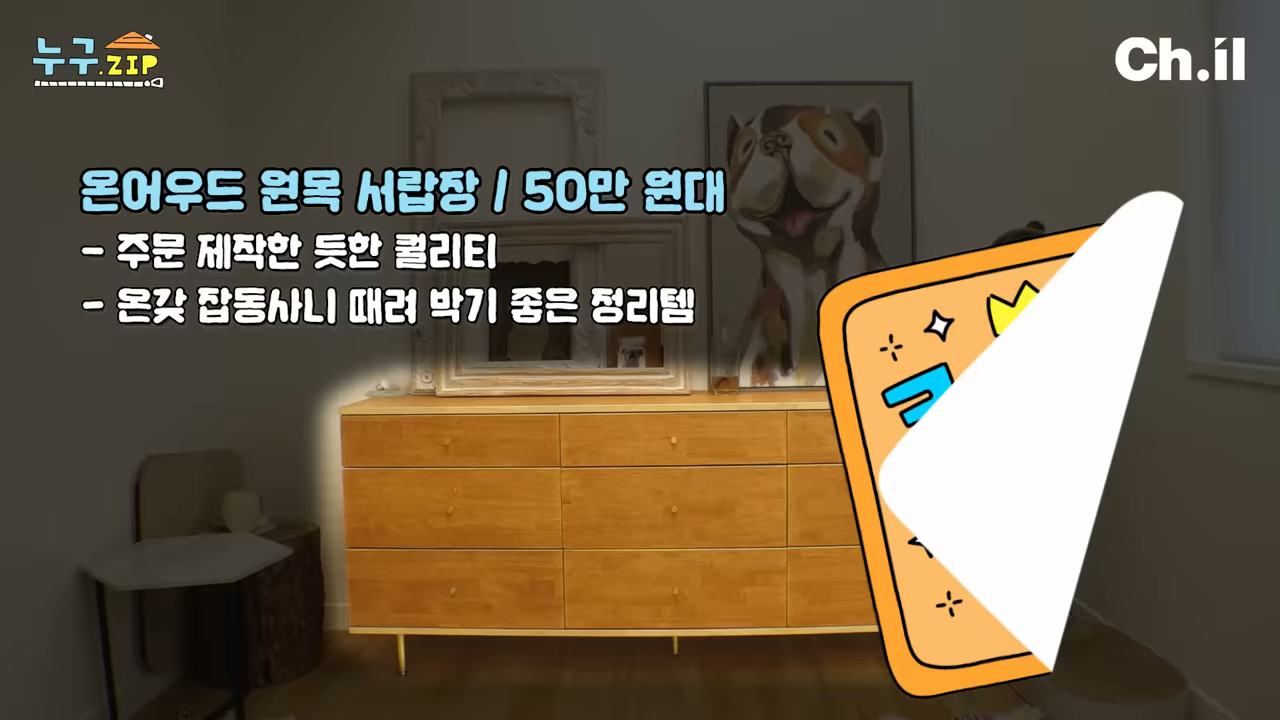 누구.ZIP
Ch.il
온어우드 원목 서랍장 / 50만 원대
- 주문 제작한 듯한 퀄리티
- 온갖 잡동사니 때려 박기 좋은 정리템